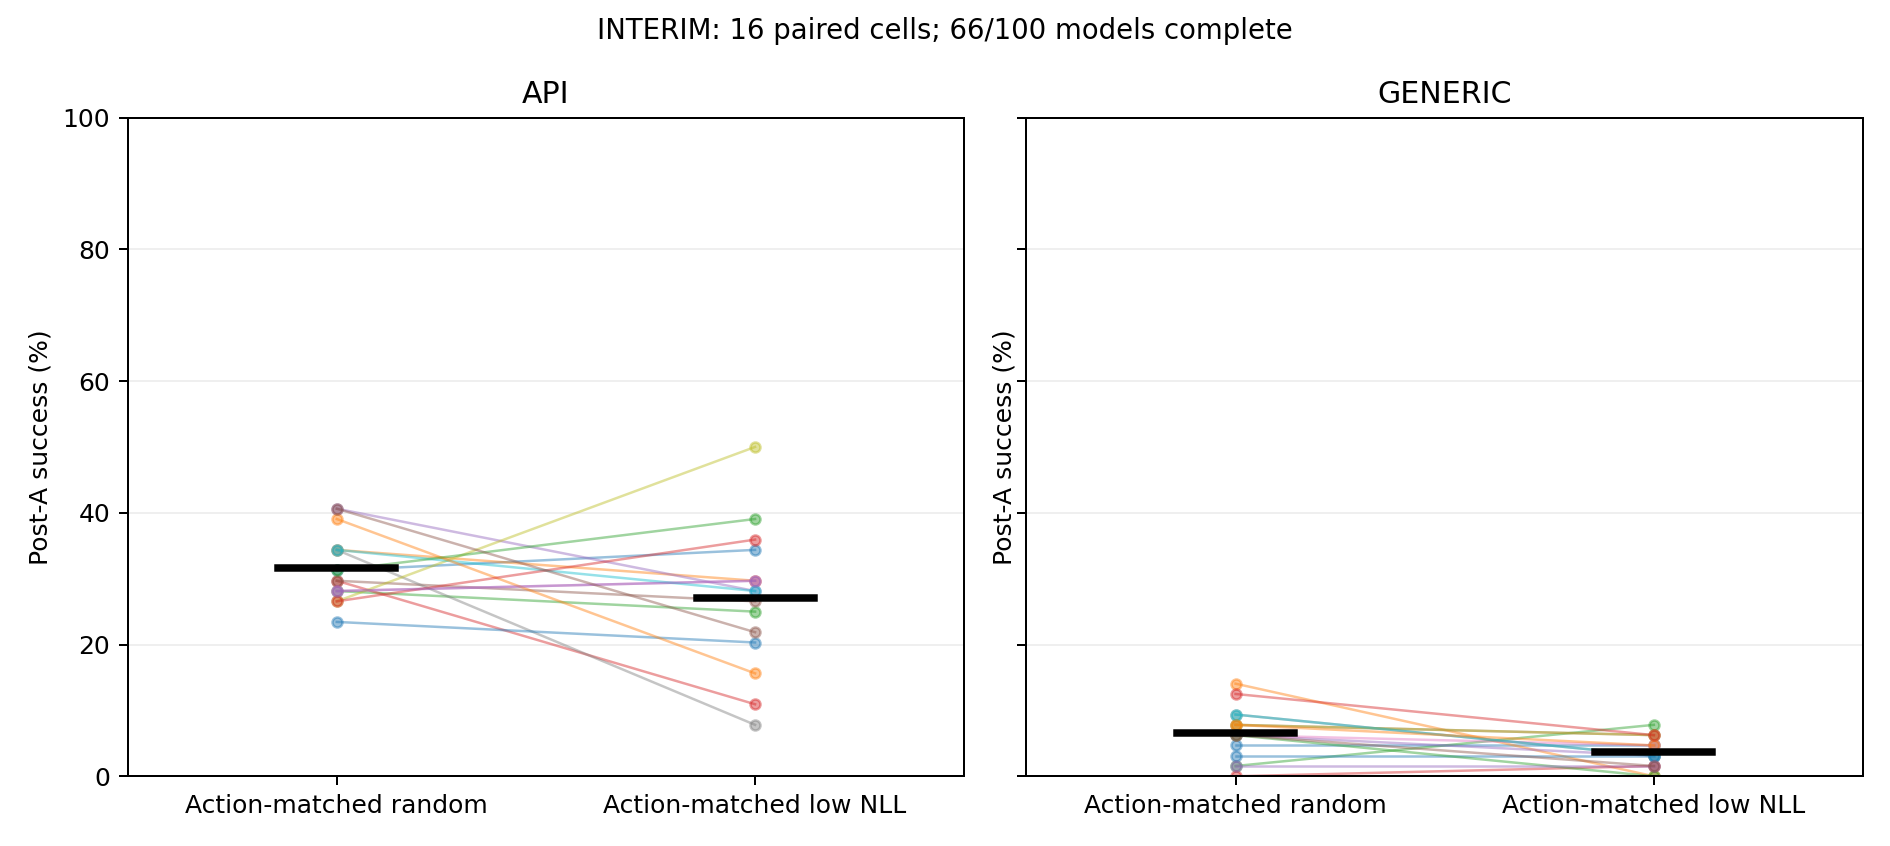 INTERIM: 16 paired cells; 66/100 models complete
API
Post-A success (%)
100
80
60
40
20
0
Action-matched random
Action-matched low NLL
GENERIC
Post-A success (%)
Action-matched random
Action-matched low NLL